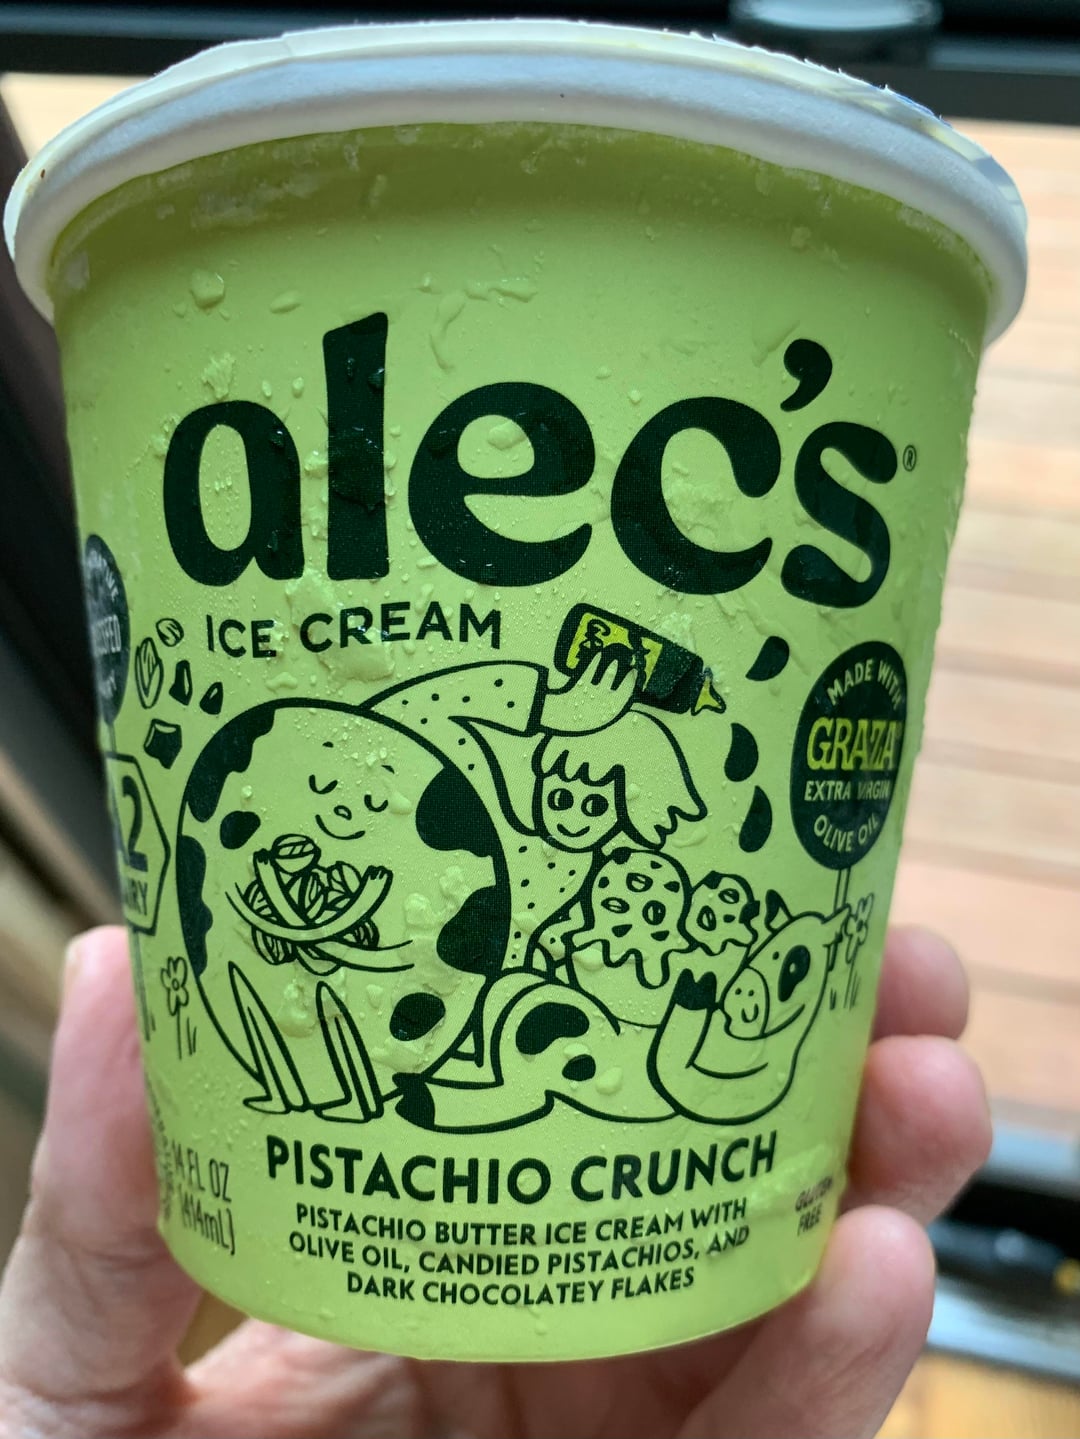 alec's®
ICE CREAM
MADE WITH
GRAZA
EXTRA VIRGIN
OLIVE OIL
PISTACHIO CRUNCH
PISTACHIO BUTTER ICE CREAM WITH
OLIVE OIL, CANDIED PISTACHIOS, AND
DARK CHOCOLATEY FLAKES
14 FL OZ
(414mL)
GLUTEN
FREE